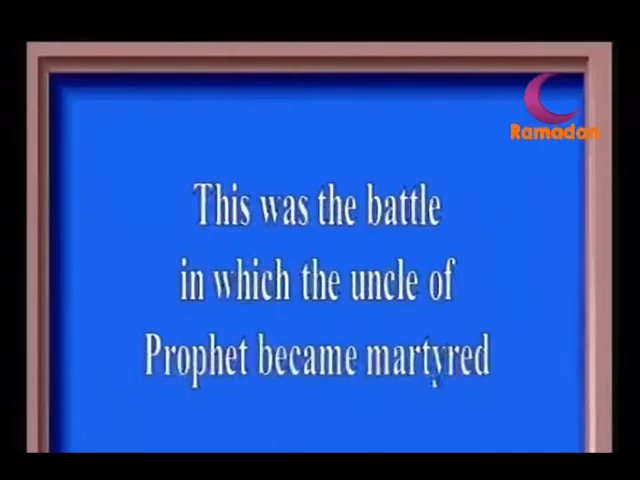 Ramadan
This was the battle
in which the uncle of
Prophet became martyred